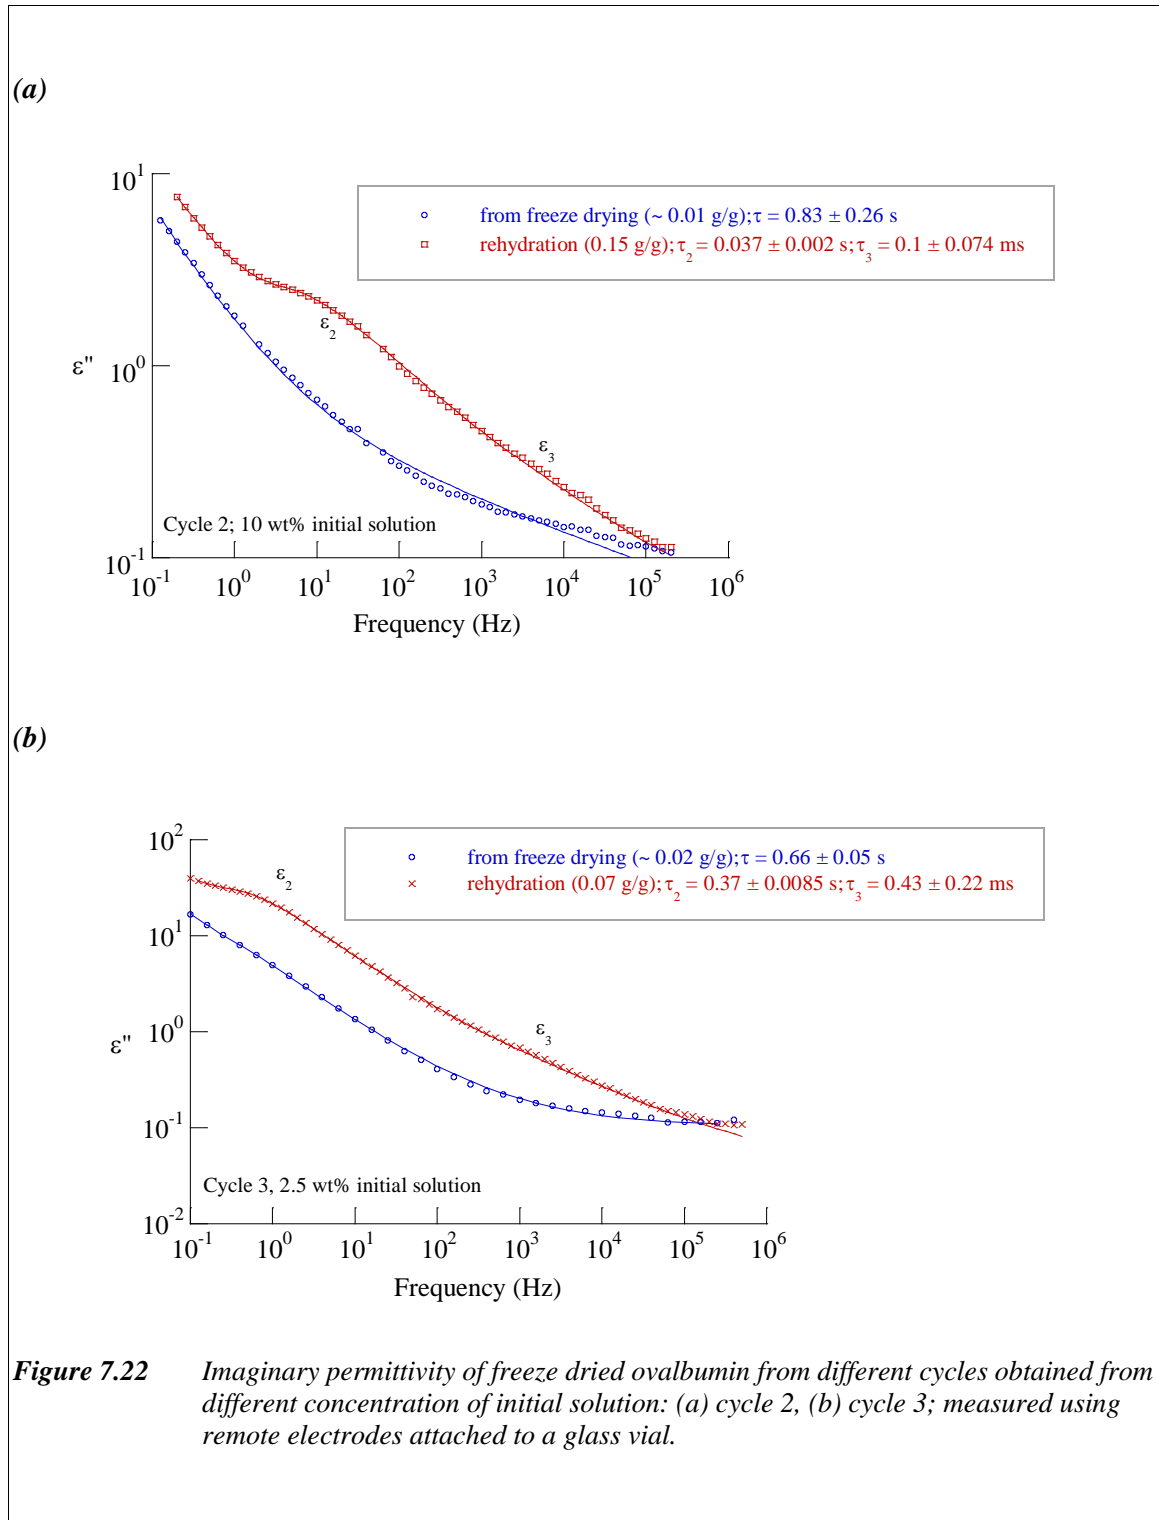 (a)
10^1
from freeze drying (~ 0.01 g/g); τ = 0.83 ± 0.26 s
rehydration (0.15 g/g); τ_2 = 0.037 ± 0.002 s; τ_3 = 0.1 ± 0.074 ms
ε_2
ε''
10^0
ε_3
Cycle 2; 10 wt% initial solution
10^-1
10^-1 10^0 10^1 10^2 10^3 10^4 10^5 10^6
Frequency (Hz)
(b)
10^2
from freeze drying (~ 0.02 g/g); τ = 0.66 ± 0.05 s
rehydration (0.07 g/g); τ_2 = 0.37 ± 0.0085 s; τ_3 = 0.43 ± 0.22 ms
ε_2
10^1
10^0
ε_3
ε''
10^-1
Cycle 3, 2.5 wt% initial solution
10^-2
10^-1 10^0 10^1 10^2 10^3 10^4 10^5 10^6
Frequency (Hz)
Figure 7.22 Imaginary permittivity of freeze dried ovalbumin from different cycles obtained from
different concentration of initial solution: (a) cycle 2, (b) cycle 3; measured using
remote electrodes attached to a glass vial.